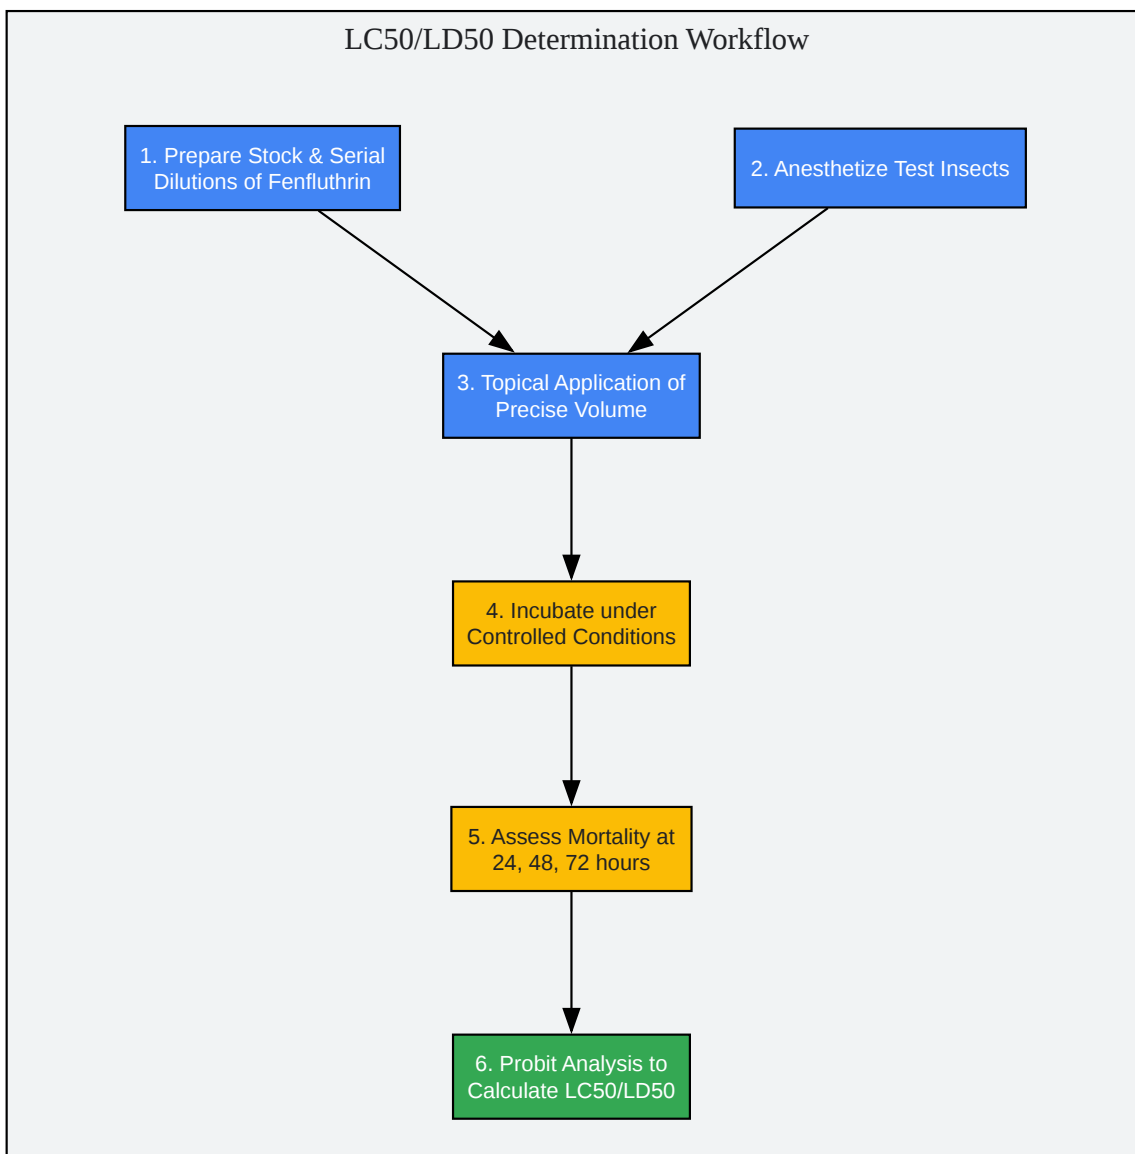 LC50/LD50 Determination Workflow
1. Prepare Stock & Serial
Dilutions of Fenfluthrin
2. Anesthetize Test Insects
3. Topical Application of
Precise Volume
4. Incubate under
Controlled Conditions
5. Assess Mortality at
24, 48, 72 hours
6. Probit Analysis to
Calculate LC50/LD50